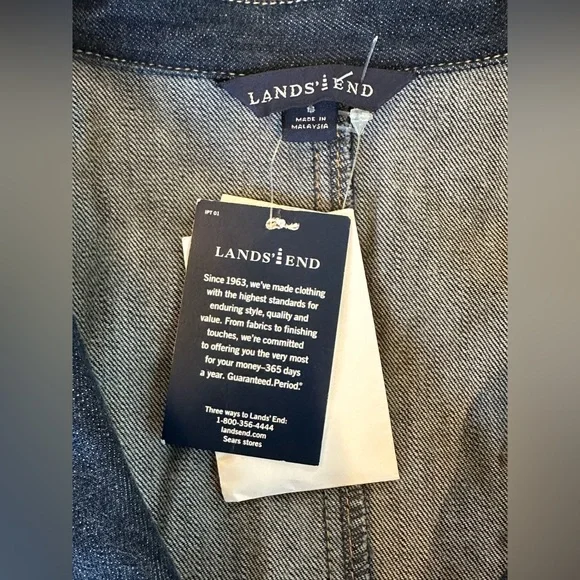 LANDS' END
MADE IN
MALAYSIA
IPT 01
LANDS' END
Since 1963, we've made clothing
with the highest standards for
enduring style, quality and
value. From fabrics to finishing
touches, we're committed
to offering you the very most
for your money–365 days
a year. Guaranteed.Period.®
Three ways to Lands' End:
1-800-356-4444
landsend.com
Sears stores